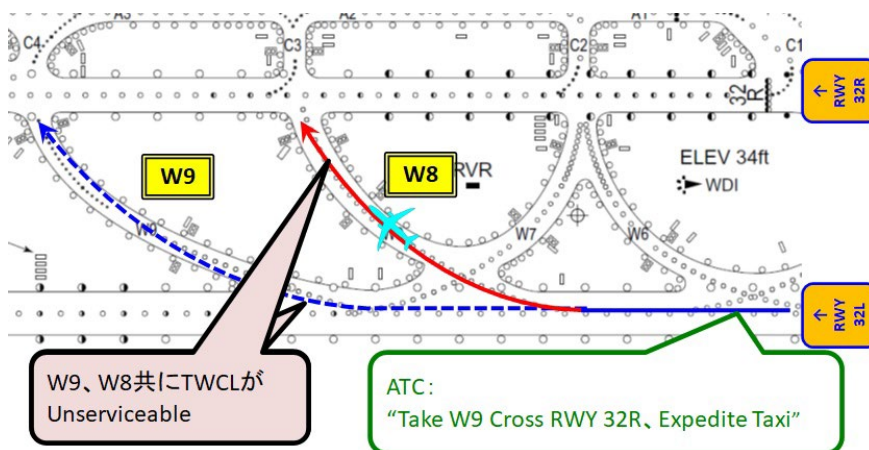 C4
A3
C3
A2
C2
A1
C1
32
R
← RWY 32R
W9
W8
RVR
ELEV 34ft
WDI
W9
W7
W6
← RWY 32L
W9、W8共にTWCLが
Unserviceable
ATC：
“Take W9 Cross RWY 32R、Expedite Taxi”